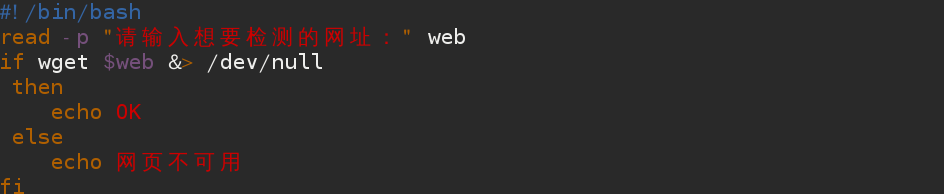 #!/bin/bash
read -p "请输入想要检测的网址：" web
if wget $web &> /dev/null
 then
    echo OK
 else
    echo 网页不可用
fi